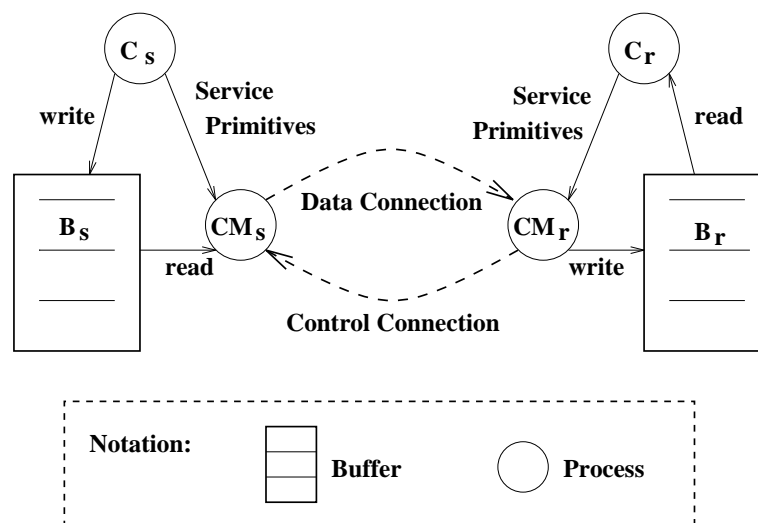 C s
C r
write
Service
Primitives
Service
Primitives
read
B s
CM s
Data Connection
CM r
B r
read
write
Control Connection
Notation:
Buffer
Process